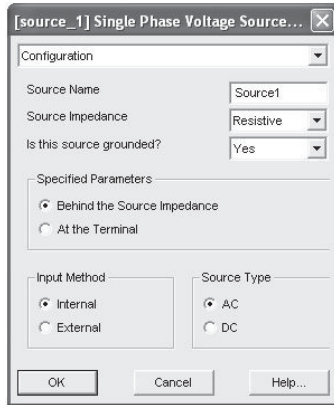 [source_1] Single Phase Voltage Source...
Configuration
Source Name Source1
Source Impedance Resistive
Is this source grounded? Yes
Specified Parameters
Behind the Source Impedance
At the Terminal
Input Method Source Type
Internal AC
External DC
OK Cancel Help...